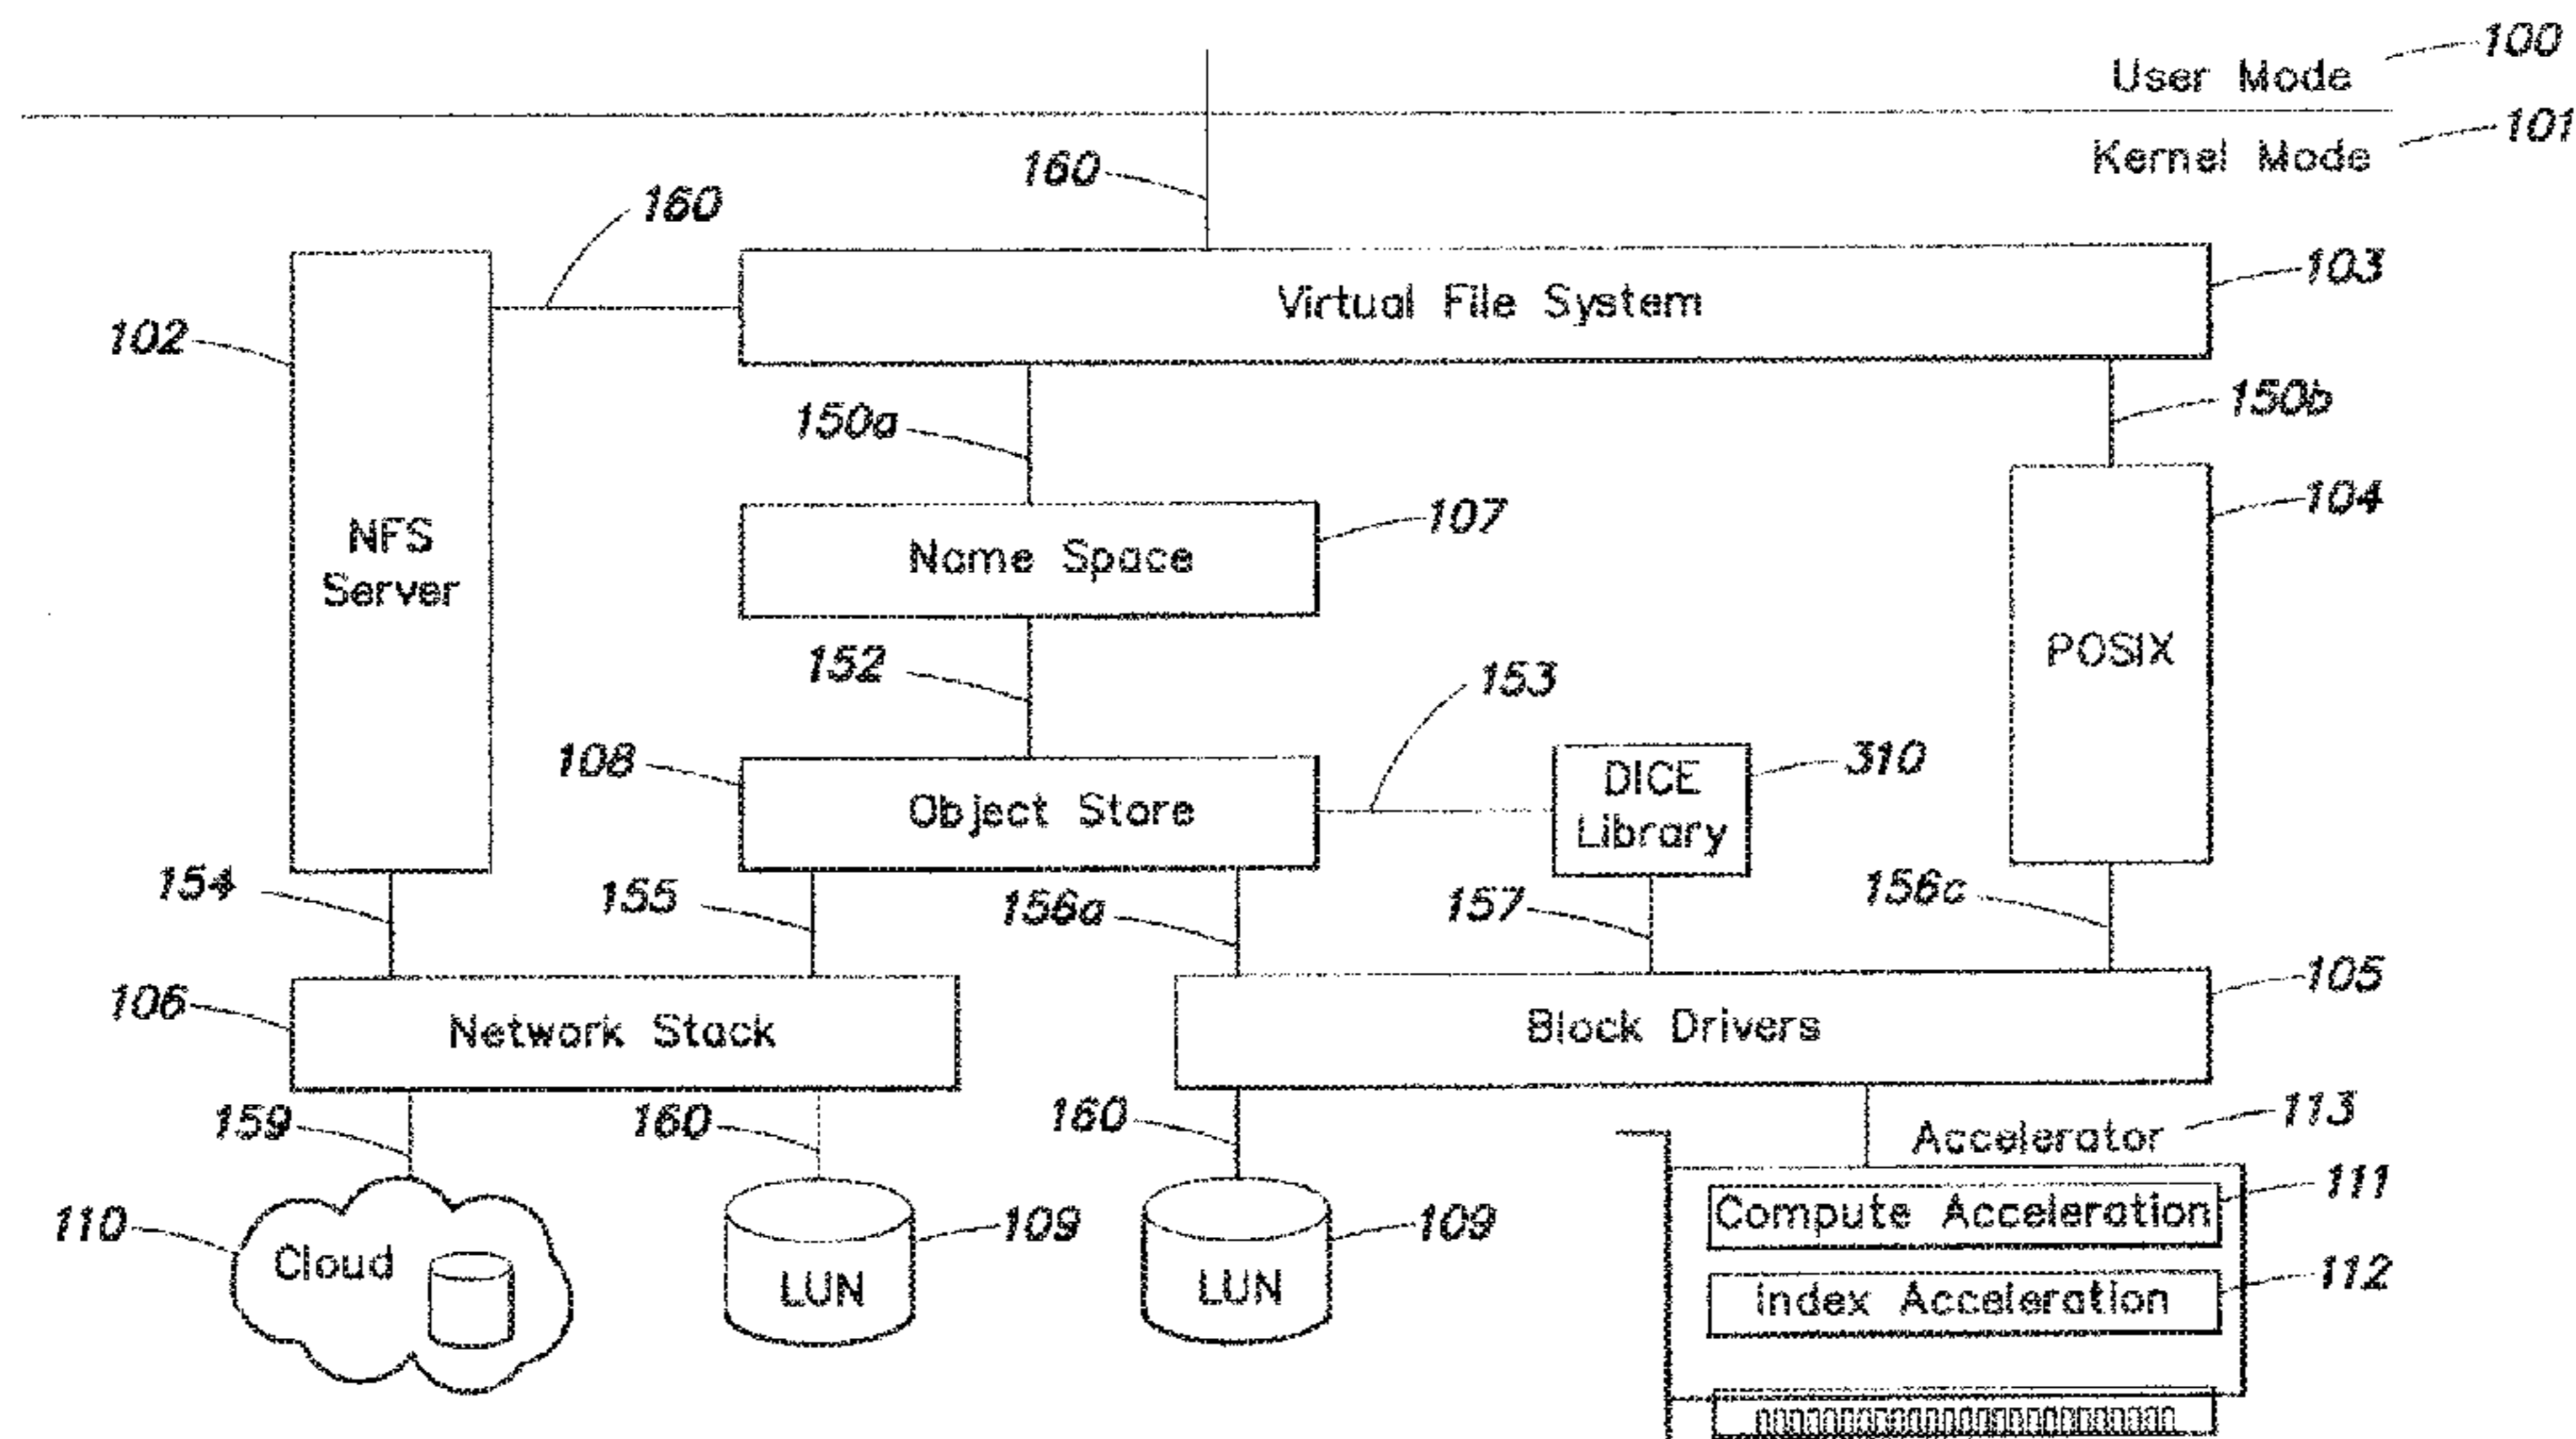 100
User Mode
101
Kernel Mode
160
160
103
Virtual File System
102
150a
150b
NFS
Server
107
Name Space
104
POSIX
152
153
108
Object Store
310
DICE
Library
154
155
156a
157
156c
105
106
Network Stack
Block Drivers
159
160
160
113
Accelerator
110
Cloud
109
LUN
109
LUN
111
Compute Acceleration
112
Index Acceleration